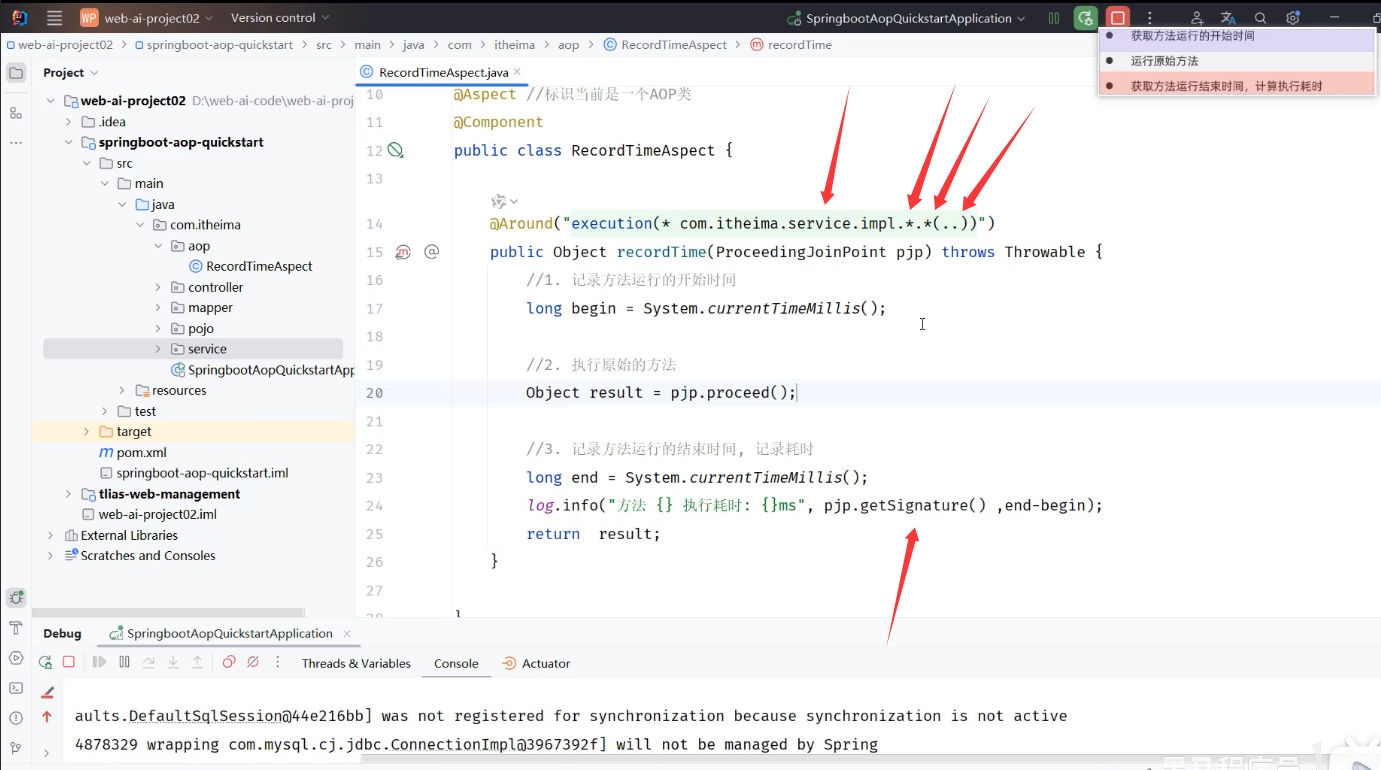 WP web-ai-project02 Version control SpringbootAopQuickstartApplication
web-ai-project02 > springboot-aop-quickstart > src > main > java > com > itheima > aop > RecordTimeAspect > recordTime
获取方法运行的开始时间
运行原始方法
获取方法运行结束时间，计算执行耗时
Project
web-ai-project02 D:\web-ai-code\web-ai-proj
.idea
springboot-aop-quickstart
src
main
java
com.itheima
aop
RecordTimeAspect
controller
mapper
pojo
service
SpringbootAopQuickstartApp
resources
test
target
pom.xml
springboot-aop-quickstart.iml
tlias-web-management
web-ai-project02.iml
External Libraries
Scratches and Consoles
RecordTimeAspect.java
10 @Aspect //标识当前是一个AOP类
11 @Component
12 public class RecordTimeAspect {
13
14 @Around("execution(* com.itheima.service.impl.*.*(..))")
15 public Object recordTime(ProceedingJoinPoint pjp) throws Throwable {
16 //1. 记录方法运行的开始时间
17 long begin = System.currentTimeMillis();
18
19 //2. 执行原始的方法
20 Object result = pjp.proceed();
21
22 //3. 记录方法运行的结束时间, 记录耗时
23 long end = System.currentTimeMillis();
24 log.info("方法 {} 执行耗时: {}ms", pjp.getSignature() ,end-begin);
25 return result;
26 }
27
28 }
Debug SpringbootAopQuickstartApplication
Threads & Variables Console Actuator
aults.DefaultSqlSession@44e216bb] was not registered for synchronization because synchronization is not active
4878329 wrapping com.mysql.cj.jdbc.ConnectionImpl@3967392f] will not be managed by Spring